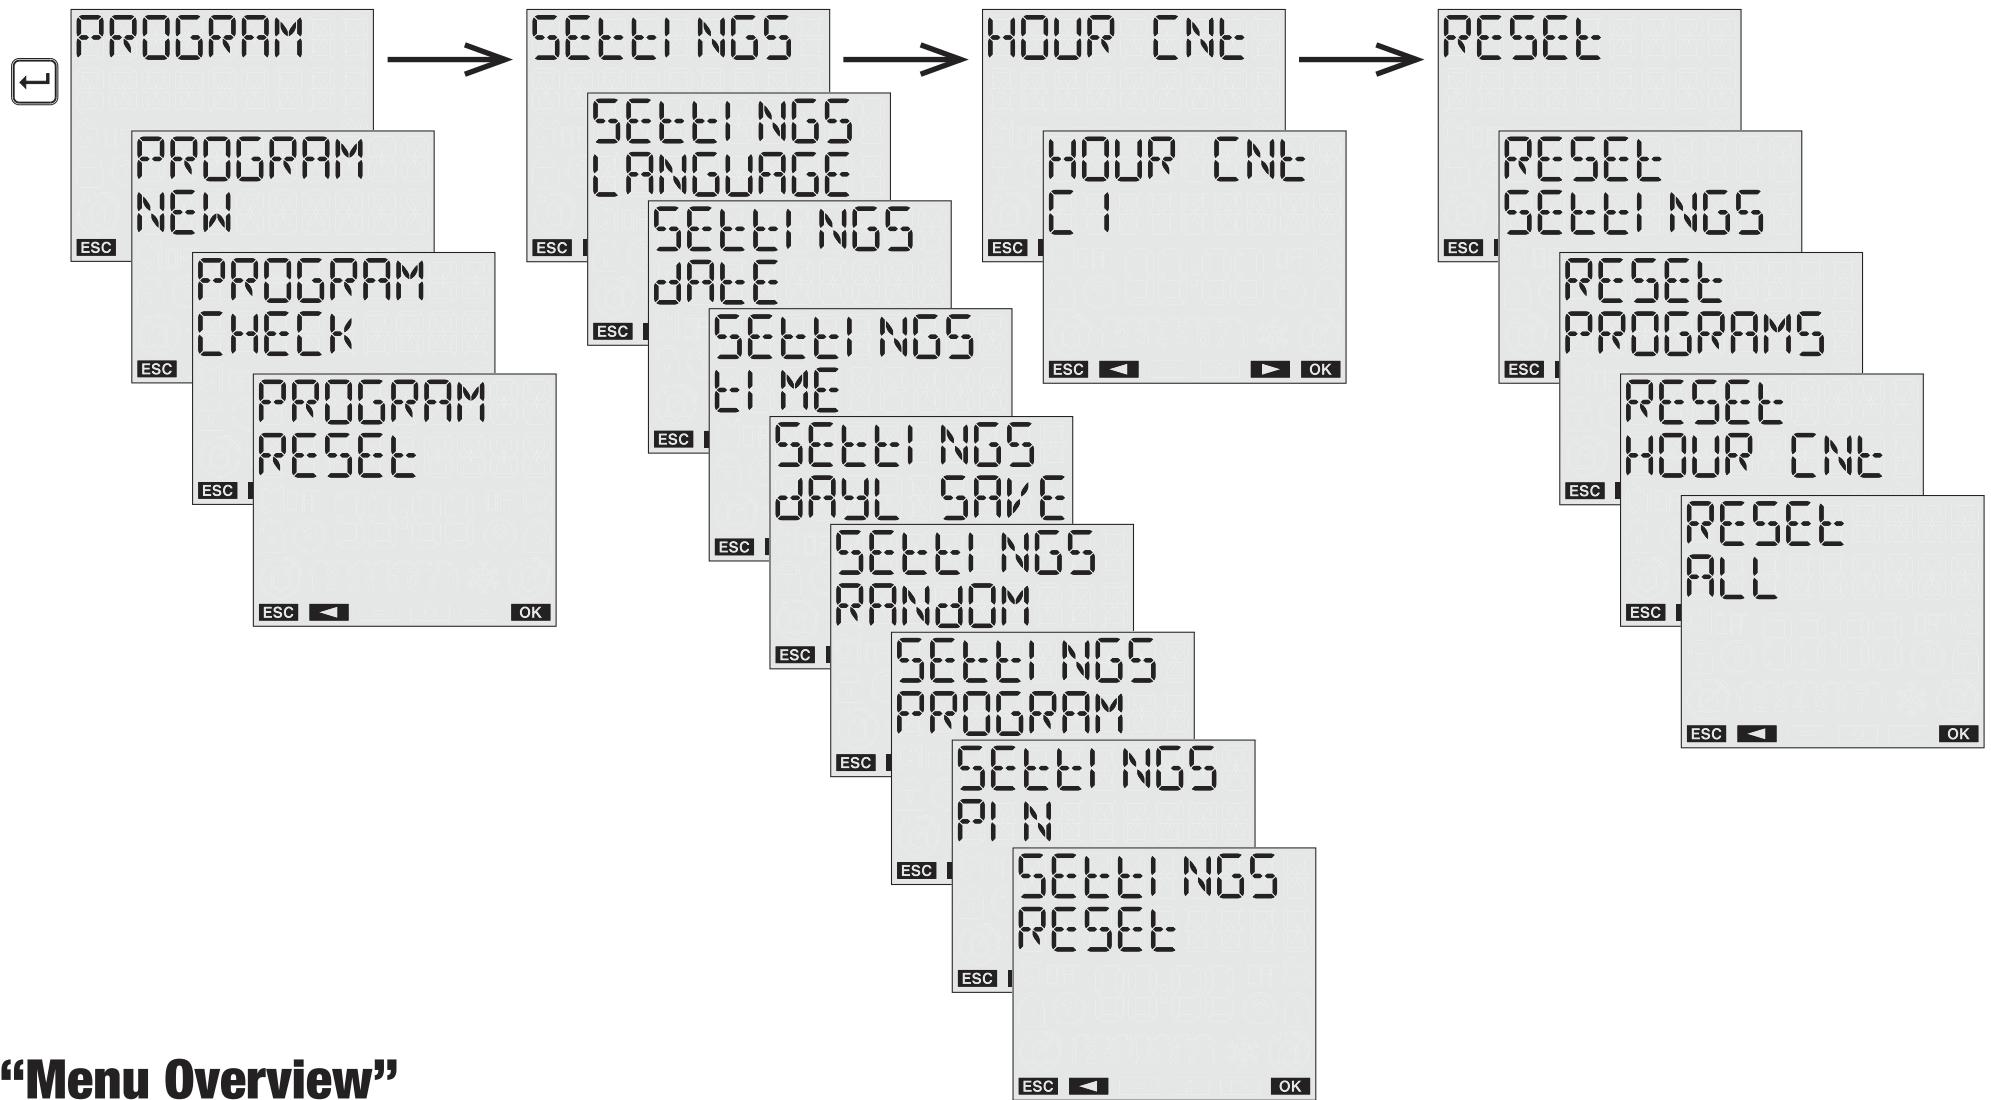 PROGRAM
ESC
PROGRAM
NEW
ESC
PROGRAM
CHECK
ESC
PROGRAM
RESEt
ESC OK
SEttINGS
ESC
SEttINGS
LANGUAGE
ESC
SEttINGS
dAtE
ESC
SEttINGS
tIME
ESC
SEttINGS
dAYL SAVE
ESC
SEttINGS
RANdOM
ESC
SEttINGS
PROGRAM
ESC
SEttINGS
PIN
ESC
SEttINGS
RESEt
ESC OK
HOUR CNt
ESC
HOUR CNt
C1
ESC OK
RESEt
ESC
RESEt
SEttINGS
ESC
RESEt
PROGRAMS
ESC
RESEt
HOUR CNt
ESC
RESEt
ALL
ESC OK
“Menu Overview”